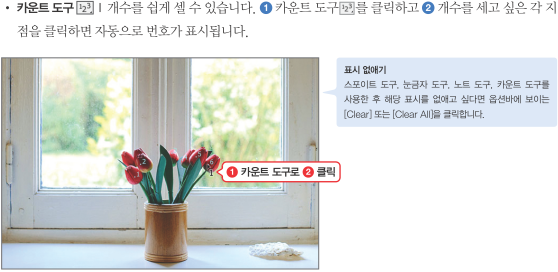 • 카운트 도구 | 개수를 쉽게 셀 수 있습니다. ❶ 카운트 도구를 클릭하고 ❷ 개수를 세고 싶은 각 지
점을 클릭하면 자동으로 번호가 표시됩니다.
표시 없애기
스포이트 도구, 눈금자 도구, 노트 도구, 카운트 도구를
사용한 후 해당 표시를 없애고 싶다면 옵션바에 보이는
[Clear] 또는 [Clear All]을 클릭합니다.
❶ 카운트 도구로 ❷ 클릭